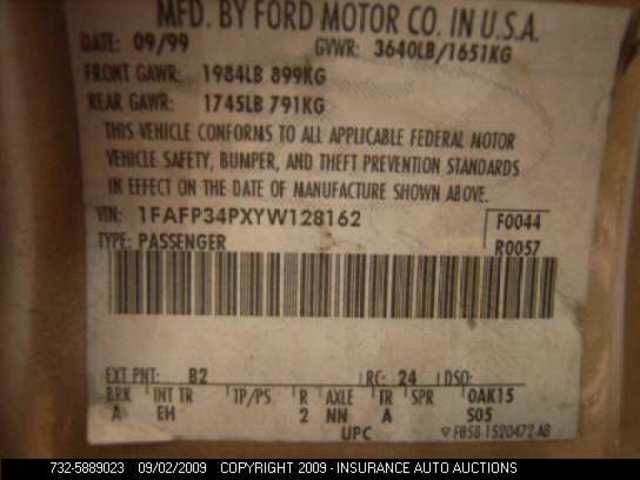 MFD. BY FORD MOTOR CO. IN U.S.A.
DATE: 09/99 GVWR: 3640LB/1651KG
FRONT GAWR: 1984LB 899KG
REAR GAWR: 1745LB 791KG
THIS VEHICLE CONFORMS TO ALL APPLICABLE FEDERAL MOTOR
VEHICLE SAFETY, BUMPER, AND THEFT PREVENTION STANDARDS
IN EFFECT ON THE DATE OF MANUFACTURE SHOWN ABOVE.
VIN: 1FAFP34PXYW128162 F0044
TYPE: PASSENGER R0057
EXT PNT: B2 RC: 24 DSO:
BRK INT TR TP/PS R AXLE TR SPR OAK15
A EH 2 NN A S05
UPC ▽F85B 1520472 AB
732-5889023 09/02/2009 COPYRIGHT 2009 - INSURANCE AUTO AUCTIONS